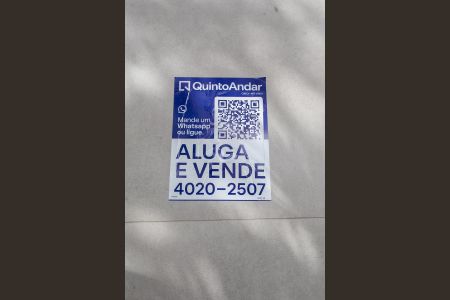 QuintoAndar
Mande um
Whatsapp
ou ligue.
ALUGA
E VENDE
4020-2507